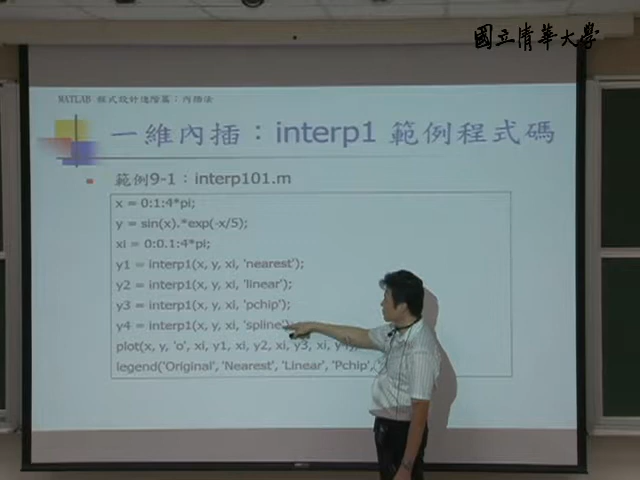 國立清華大學
MATLAB 程式設計進階篇：內插法
一維內插：interp1 範例程式碼
範例9-1：interp101.m
x = 0:1:4*pi;
y = sin(x).*exp(-x/5);
xi = 0:0.1:4*pi;
y1 = interp1(x, y, xi, 'nearest');
y2 = interp1(x, y, xi, 'linear');
y3 = interp1(x, y, xi, 'pchip');
y4 = interp1(x, y, xi, 'spline');
plot(x, y, 'o', xi, y1, xi, y2, xi, y3, xi, y4);
legend('Original', 'Nearest', 'Linear', 'Pchip',